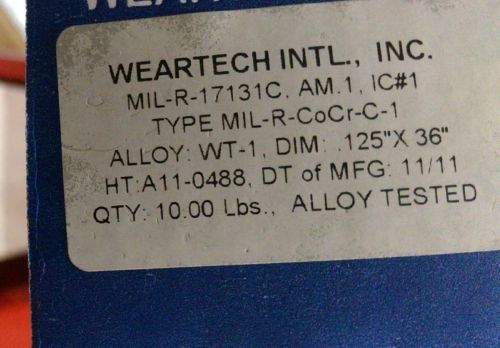 WEARTECH INTL., INC.
MIL-R-17131C, AM.1, IC#1
TYPE MIL-R-CoCr-C-1
ALLOY: WT-1, DIM: .125"X 36"
HT:A11-0488, DT of MFG: 11/11
QTY: 10.00 Lbs., ALLOY TESTED